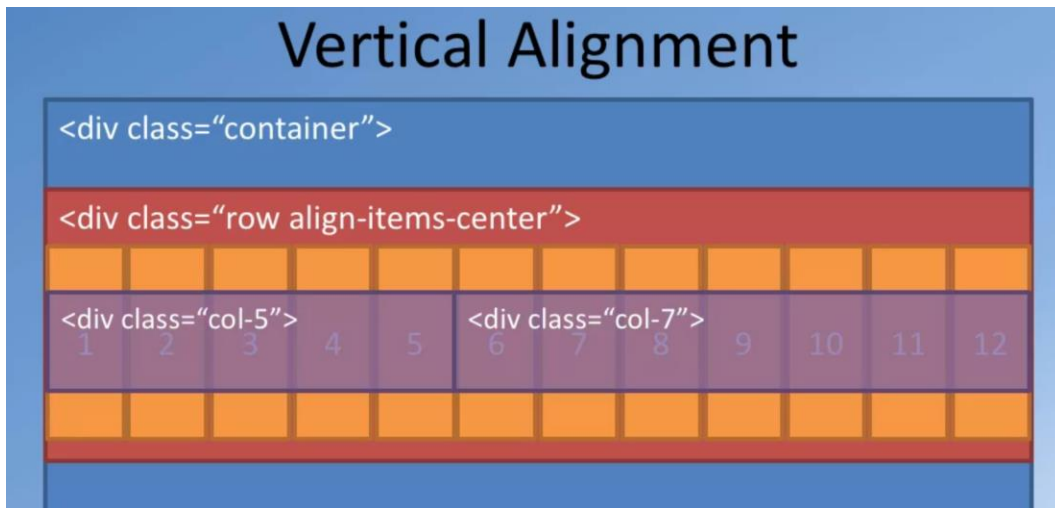 Vertical Alignment
<div class=“container”>
<div class=“row align-items-center”>
<div class=“col-5”> <div class=“col-7”>
1 2 3 4 5 6 7 8 9 10 11 12